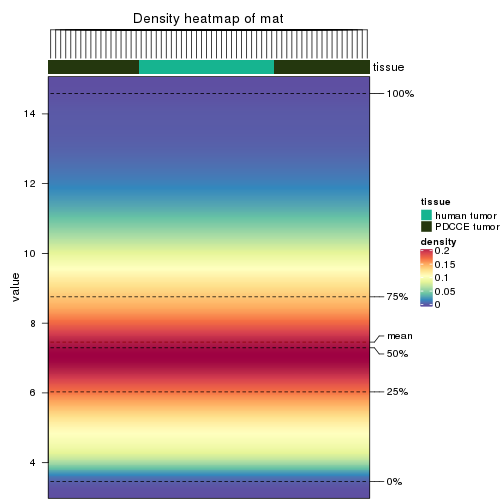 Density heatmap of mat
tissue
100%
14
12
10
value
75%
8
mean
50%
6
25%
4
0%
tissue
human tumor
PDCCE tumor
density
0.2
0.15
0.1
0.05
0